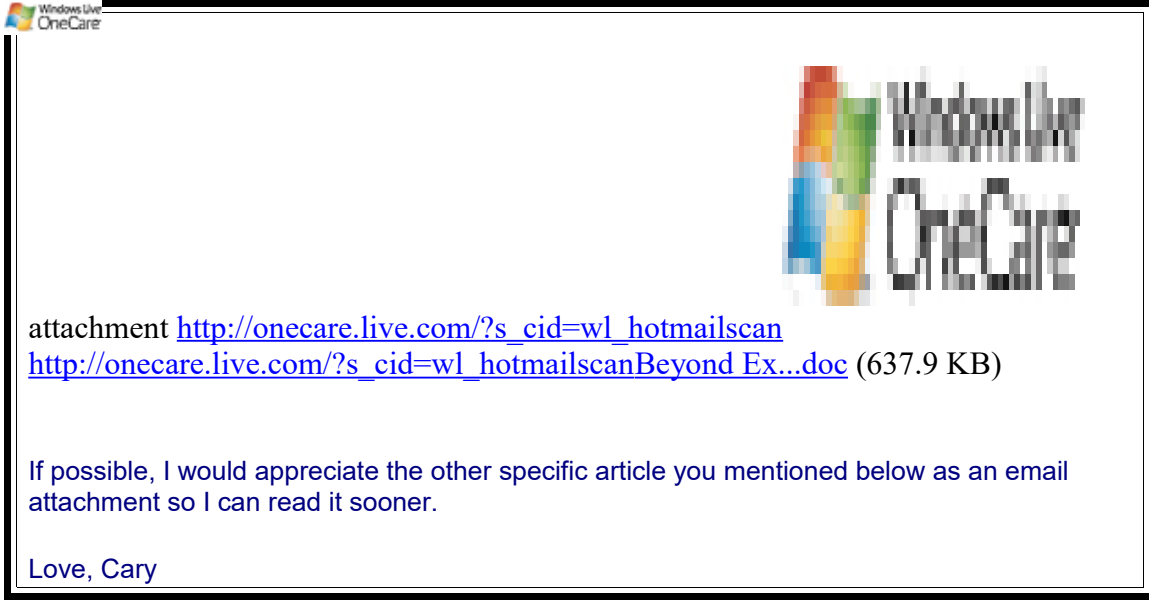 Windows Live
OneCare
Windows Live
OneCare
attachment http://onecare.live.com/?s_cid=wl_hotmailscan
http://onecare.live.com/?s_cid=wl_hotmailscanBeyond Ex...doc (637.9 KB)
If possible, I would appreciate the other specific article you mentioned below as an email
attachment so I can read it sooner.
Love, Cary